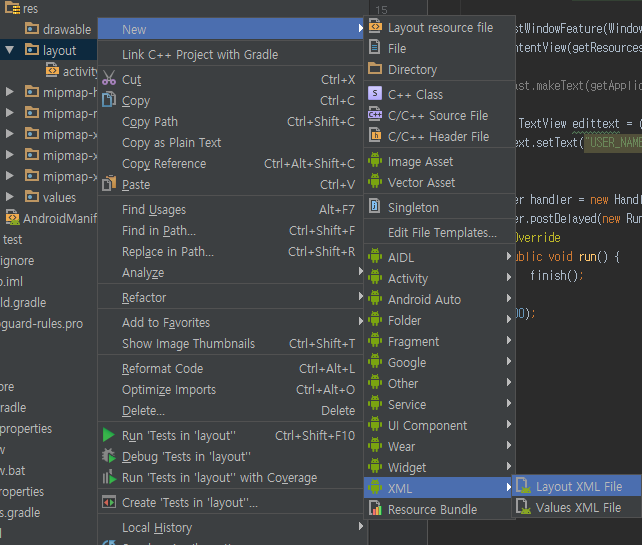 res
drawable
layout
activity
mipmap-h
mipmap-
mipmap-x
mipmap-x
mipmap-x
values
AndroidManif
test
.iml
ld.gradle
guard-rules.pro
radle
properties
w
w.bat
properties
s.gradle
l
New
Link C++ Project with Gradle
Cut Ctrl+X
Copy Ctrl+C
Copy Path Ctrl+Shift+C
Copy as Plain Text
Copy Reference Ctrl+Alt+Shift+C
Paste Ctrl+V
Find Usages Alt+F7
Find in Path... Ctrl+Shift+F
Replace in Path... Ctrl+Shift+R
Analyze
Refactor
Add to Favorites
Show Image Thumbnails Ctrl+Shift+T
Reformat Code Ctrl+Alt+L
Optimize Imports Ctrl+Alt+O
Delete... Delete
Run 'Tests in 'layout'' Ctrl+Shift+F10
Debug 'Tests in 'layout''
Run 'Tests in 'layout'' with Coverage
Create 'Tests in 'layout''...
Local History
Layout resource file
File
Directory
C++ Class
C/C++ Source File
C/C++ Header File
Image Asset
Vector Asset
Singleton
Edit File Templates...
AIDL
Activity
Android Auto
Folder
Fragment
Google
Other
Service
UI Component
Wear
Widget
XML
Resource Bundle
Layout XML File
Values XML File
15
stWindowFeature(Window
ntentView(getResources
ast.makeText(getApplic
TextView edittext = (
ext.setText("USER_NAME
er handler = new Handl
er.postDelayed(new Run
Override
public void run() {
finish();
00);